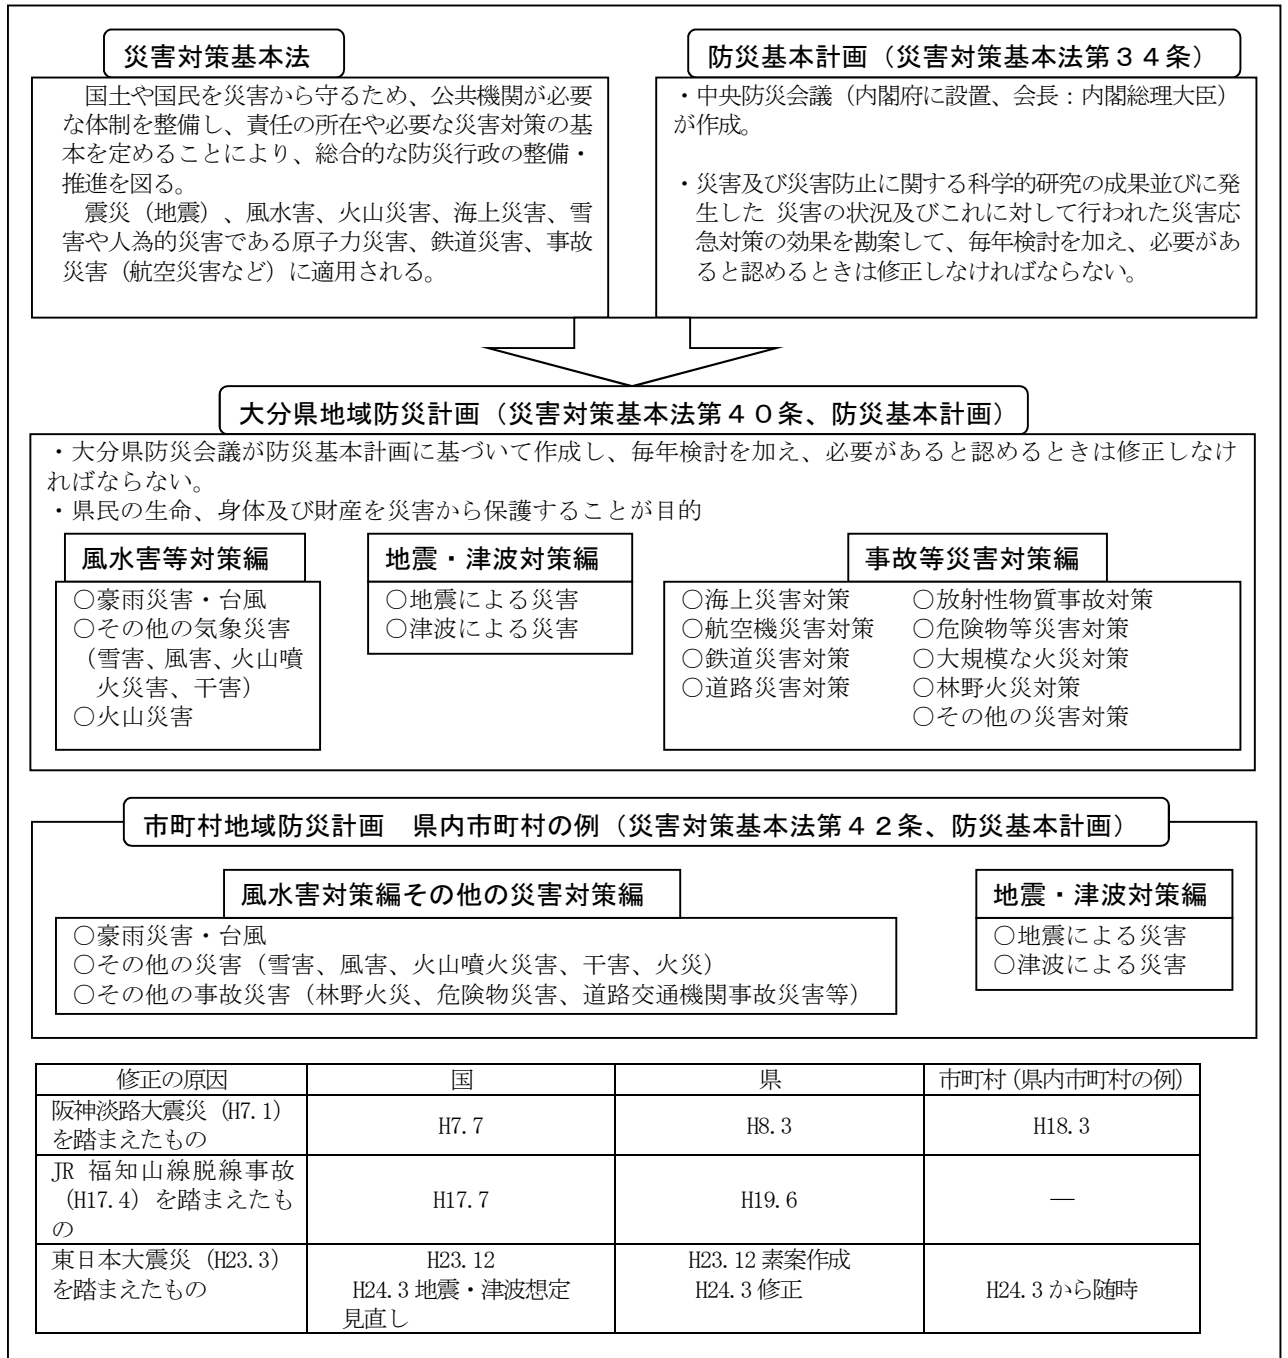 災害対策基本法
国土や国民を災害から守るため、公共機関が必要
な体制を整備し、責任の所在や必要な災害対策の基
本を定めることにより、総合的な防災行政の整備・
推進を図る。
震災（地震）、風水害、火山災害、海上災害、雪
害や人為的災害である原子力災害、鉄道災害、事故
災害（航空災害など）に適用される。
防災基本計画（災害対策基本法第３４条）
・中央防災会議（内閣府に設置、会長：内閣総理大臣）
が作成。
・災害及び災害防止に関する科学的研究の成果並びに発
生した 災害の状況及びこれに対して行われた災害応
急対策の効果を勘案して、毎年検討を加え、必要があ
ると認めるときは修正しなければならない。
大分県地域防災計画（災害対策基本法第４０条、防災基本計画）
・大分県防災会議が防災基本計画に基づいて作成し、毎年検討を加え、必要があると認めるときは修正しなけ
ればならない。
・県民の生命、身体及び財産を災害から保護することが目的
風水害等対策編
○豪雨災害・台風
○その他の気象災害
（雪害、風害、火山噴
火災害、干害）
○火山災害
地震・津波対策編
○地震による災害
○津波による災害
事故等災害対策編
○海上災害対策
○航空機災害対策
○鉄道災害対策
○道路災害対策
○放射性物質事故対策
○危険物等災害対策
○大規模な火災対策
○林野火災対策
○その他の災害対策
市町村地域防災計画　県内市町村の例（災害対策基本法第４２条、防災基本計画）
風水害対策編その他の災害対策編
○豪雨災害・台風
○その他の災害（雪害、風害、火山噴火災害、干害、火災）
○その他の事故災害（林野火災、危険物災害、道路交通機関事故災害等）
地震・津波対策編
○地震による災害
○津波による災害
修正の原因 国 県 市町村（県内市町村の例）
阪神淡路大震災（H7.1）
を踏まえたもの
H7.7 H8.3 H18.3
JR 福知山線脱線事故
（H17.4）を踏まえたも
の
H17.7 H19.6 ―
東日本大震災（H23.3）
を踏まえたもの
H23.12
H24.3 地震・津波想定
見直し
H23.12 素案作成
H24.3 修正
H24.3 から随時